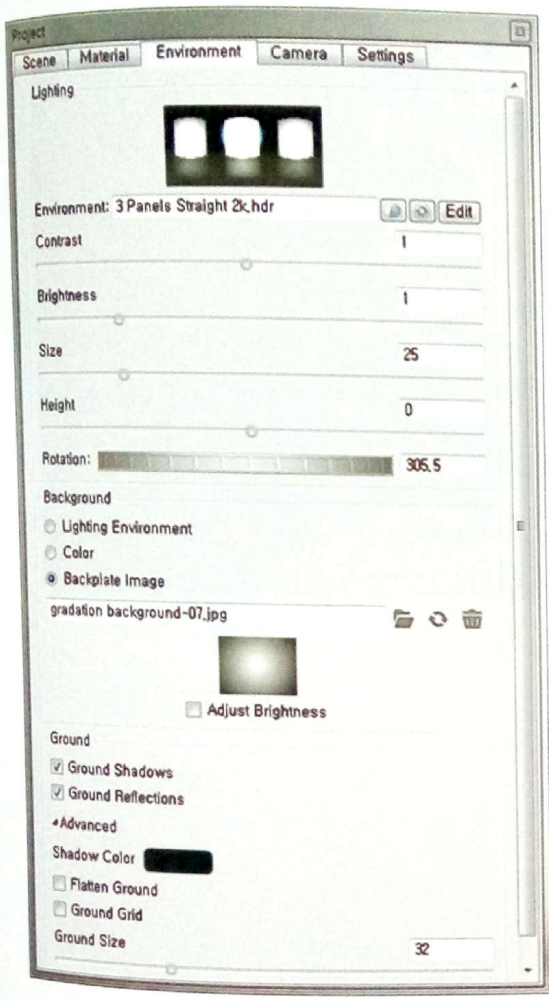 Project
Scene Material Environment Camera Settings
Lighting
Environment: 3 Panels Straight 2k.hdr Edit
Contrast 1
Brightness 1
Size 25
Height 0
Rotation: 305.5
Background
Lighting Environment
Color
Backplate Image
gradation background-07.jpg
Adjust Brightness
Ground
Ground Shadows
Ground Reflections
Advanced
Shadow Color
Flatten Ground
Ground Grid
Ground Size 32